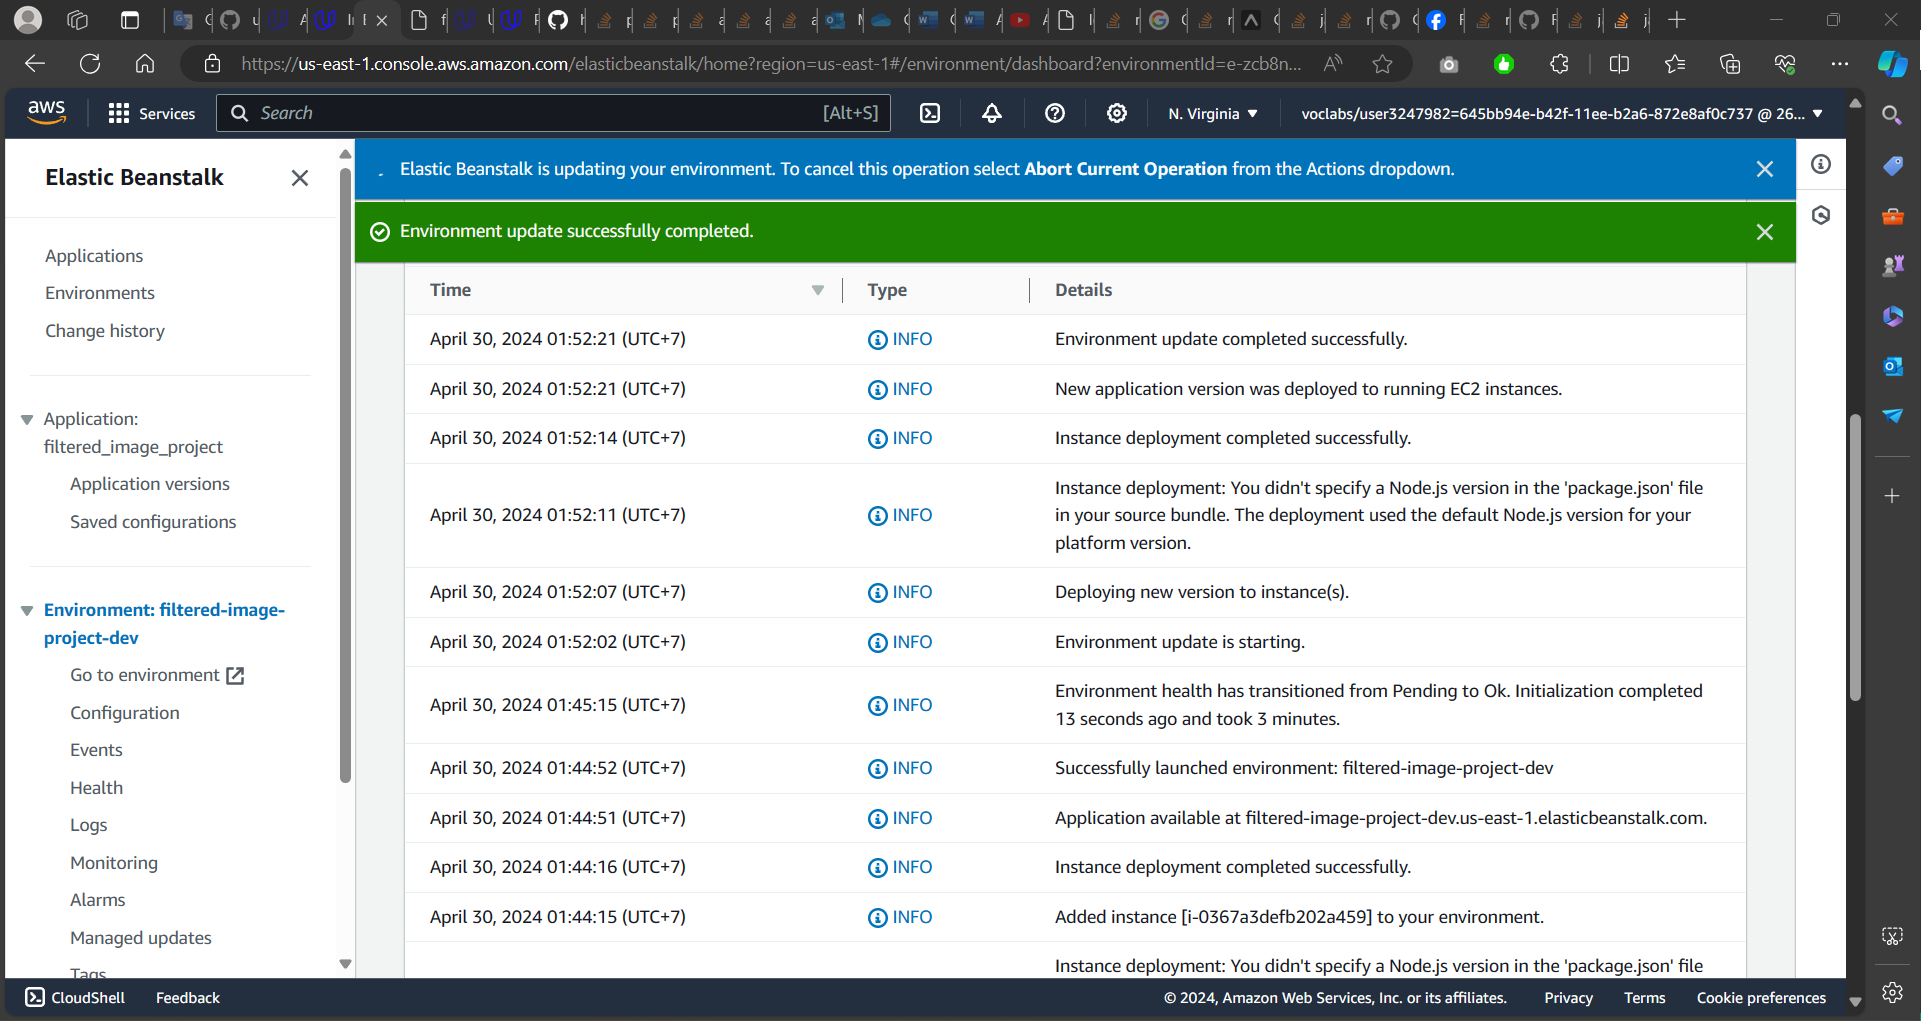 https://us-east-1.console.aws.amazon.com/elasticbeanstalk/home?region=us-east-1#/environment/dashboard?environmentId=e-zcb8n...
aws
Services
Search
[Alt+S]
N. Virginia
voclabs/user3247982=645bb94e-b42f-11ee-b2a6-872e8af0c737 @ 26...
Elastic Beanstalk
Applications
Environments
Change history
Application:
filtered_image_project
Application versions
Saved configurations
Environment: filtered-image-
project-dev
Go to environment
Configuration
Events
Health
Logs
Monitoring
Alarms
Managed updates
Tags
Elastic Beanstalk is updating your environment. To cancel this operation select Abort Current Operation from the Actions dropdown.
Environment update successfully completed.
Time Type Details
April 30, 2024 01:52:21 (UTC+7) INFO Environment update completed successfully.
April 30, 2024 01:52:21 (UTC+7) INFO New application version was deployed to running EC2 instances.
April 30, 2024 01:52:14 (UTC+7) INFO Instance deployment completed successfully.
April 30, 2024 01:52:11 (UTC+7) INFO Instance deployment: You didn't specify a Node.js version in the 'package.json' file
in your source bundle. The deployment used the default Node.js version for your
platform version.
April 30, 2024 01:52:07 (UTC+7) INFO Deploying new version to instance(s).
April 30, 2024 01:52:02 (UTC+7) INFO Environment update is starting.
April 30, 2024 01:45:15 (UTC+7) INFO Environment health has transitioned from Pending to Ok. Initialization completed
13 seconds ago and took 3 minutes.
April 30, 2024 01:44:52 (UTC+7) INFO Successfully launched environment: filtered-image-project-dev
April 30, 2024 01:44:51 (UTC+7) INFO Application available at filtered-image-project-dev.us-east-1.elasticbeanstalk.com.
April 30, 2024 01:44:16 (UTC+7) INFO Instance deployment completed successfully.
April 30, 2024 01:44:15 (UTC+7) INFO Added instance [i-0367a3defb202a459] to your environment.
Instance deployment: You didn't specify a Node.js version in the 'package.json' file
CloudShell
Feedback
© 2024, Amazon Web Services, Inc. or its affiliates.
Privacy
Terms
Cookie preferences